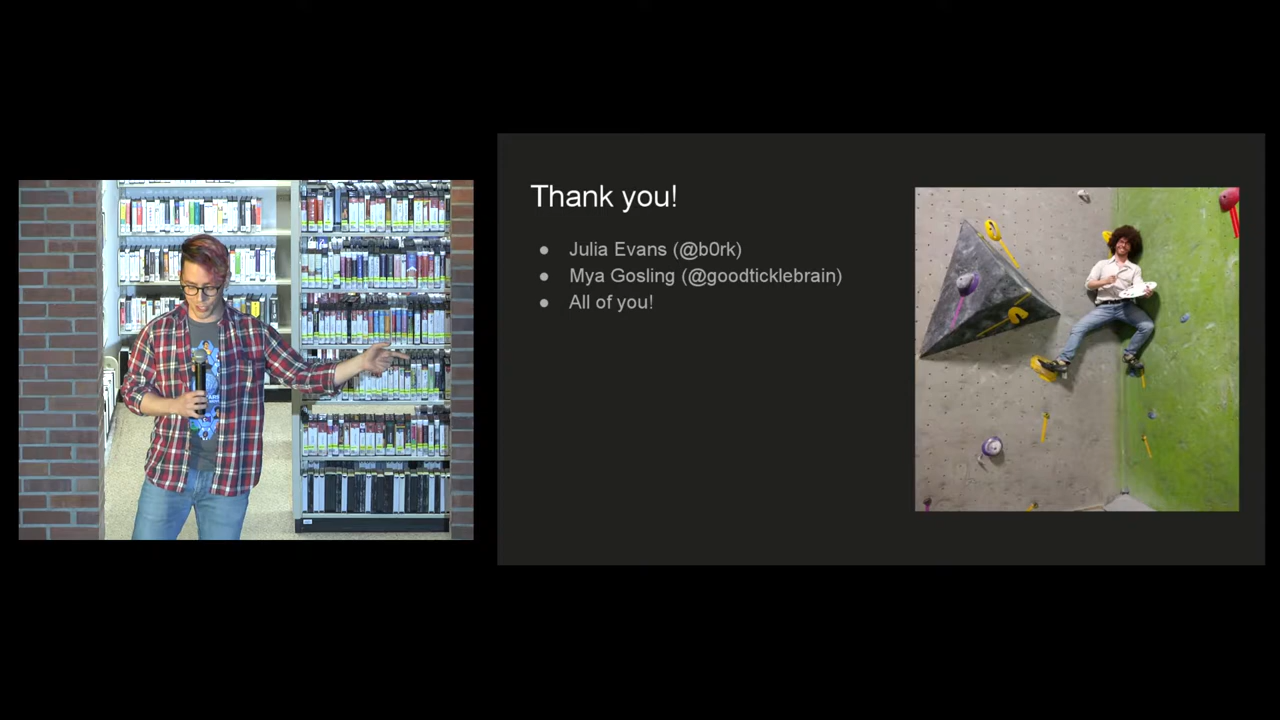 Thank you!
● Julia Evans (@b0rk)
● Mya Gosling (@goodticklebrain)
● All of you!